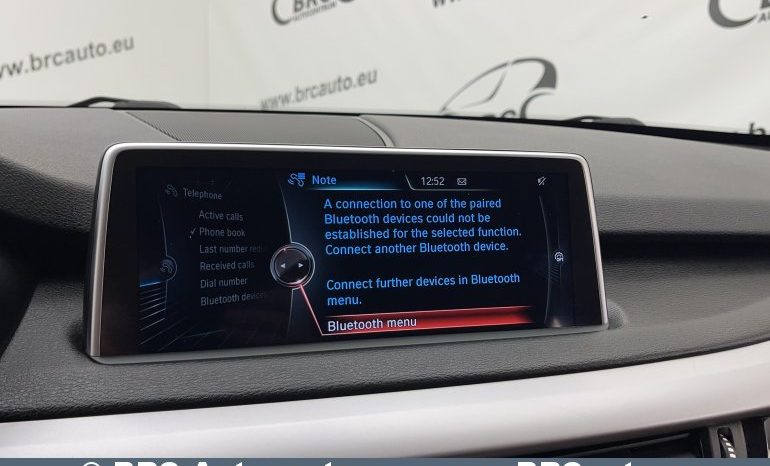 BRC
AUTOCENTRAS
www.brcauto.eu
www.brcauto.eu
Note
12:52
Telephone
Active calls
✓ Phone book
Last number
Received calls
Dial number
Bluetooth
A connection to one of the paired
Bluetooth devices could not be
established for the selected function.
Connect another Bluetooth device.
Connect further devices in Bluetooth
menu.
Bluetooth menu